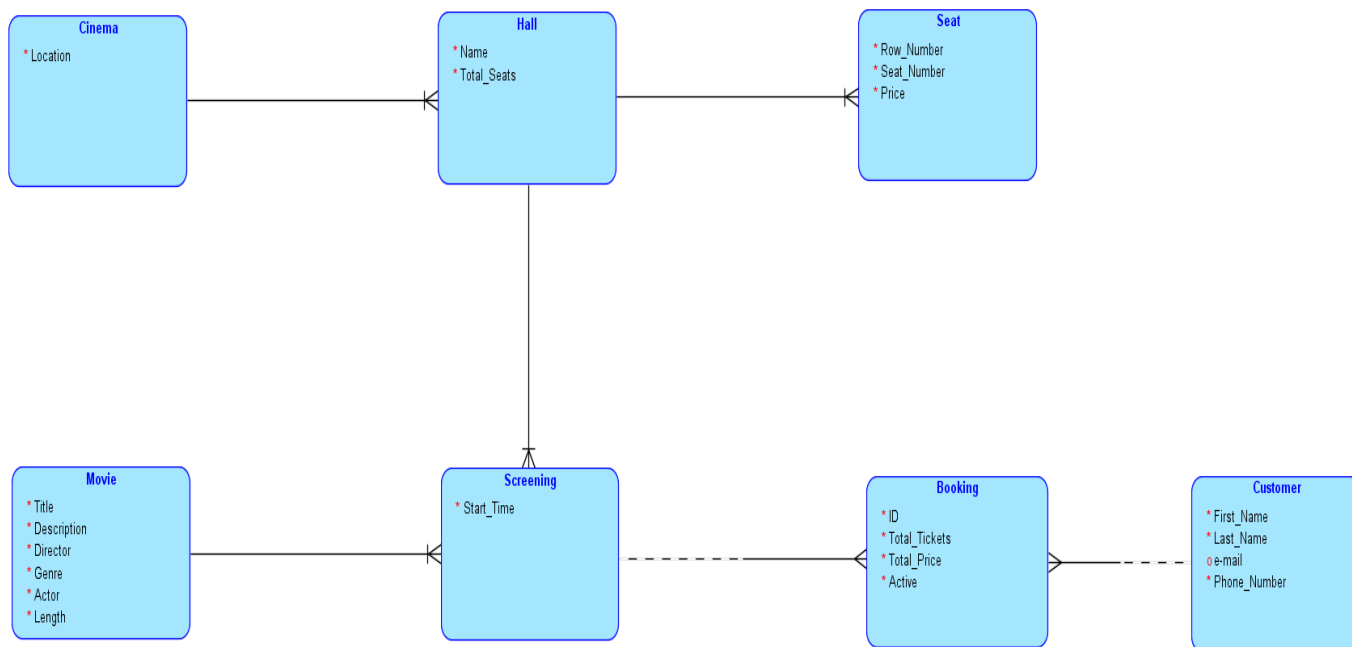 Cinema
* Location
Hall
* Name
* Total_Seats
Seat
* Row_Number
* Seat_Number
* Price
Movie
* Title
* Description
* Director
* Genre
* Actor
* Length
Screening
* Start_Time
Booking
* ID
* Total_Tickets
* Total_Price
* Active
Customer
* First_Name
* Last_Name
o e-mail
* Phone_Number